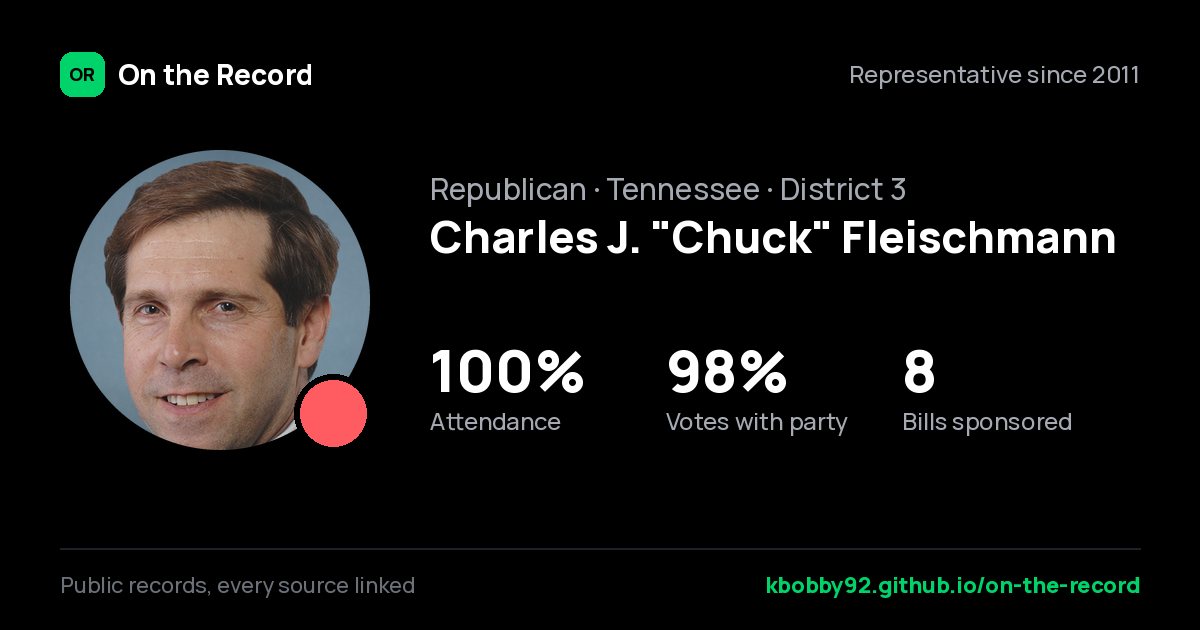 OR On the Record
Representative since 2011
Republican · Tennessee · District 3
Charles J. "Chuck" Fleischmann
100% 98% 8
Attendance Votes with party Bills sponsored
Public records, every source linked
kbobby92.github.io/on-the-record